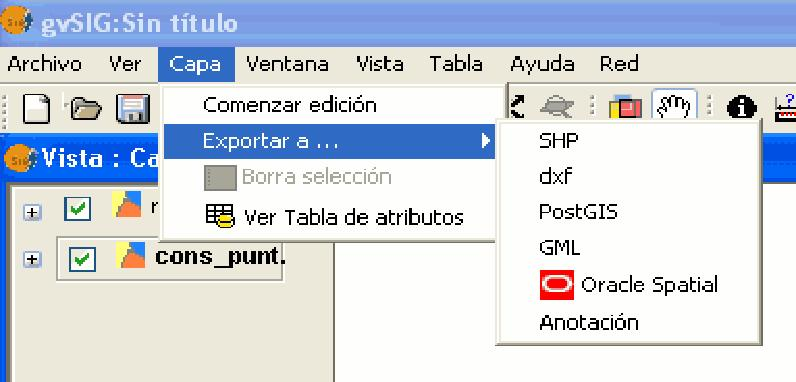 gvSIG:Sin título
Archivo Ver Capa Ventana Vista Tabla Ayuda Red
Comenzar edición
Exportar a ...
Borra selección
Ver Tabla de atributos
SHP
dxf
PostGIS
GML
Oracle Spatial
Anotación
Vista : Ca
cons_punt.